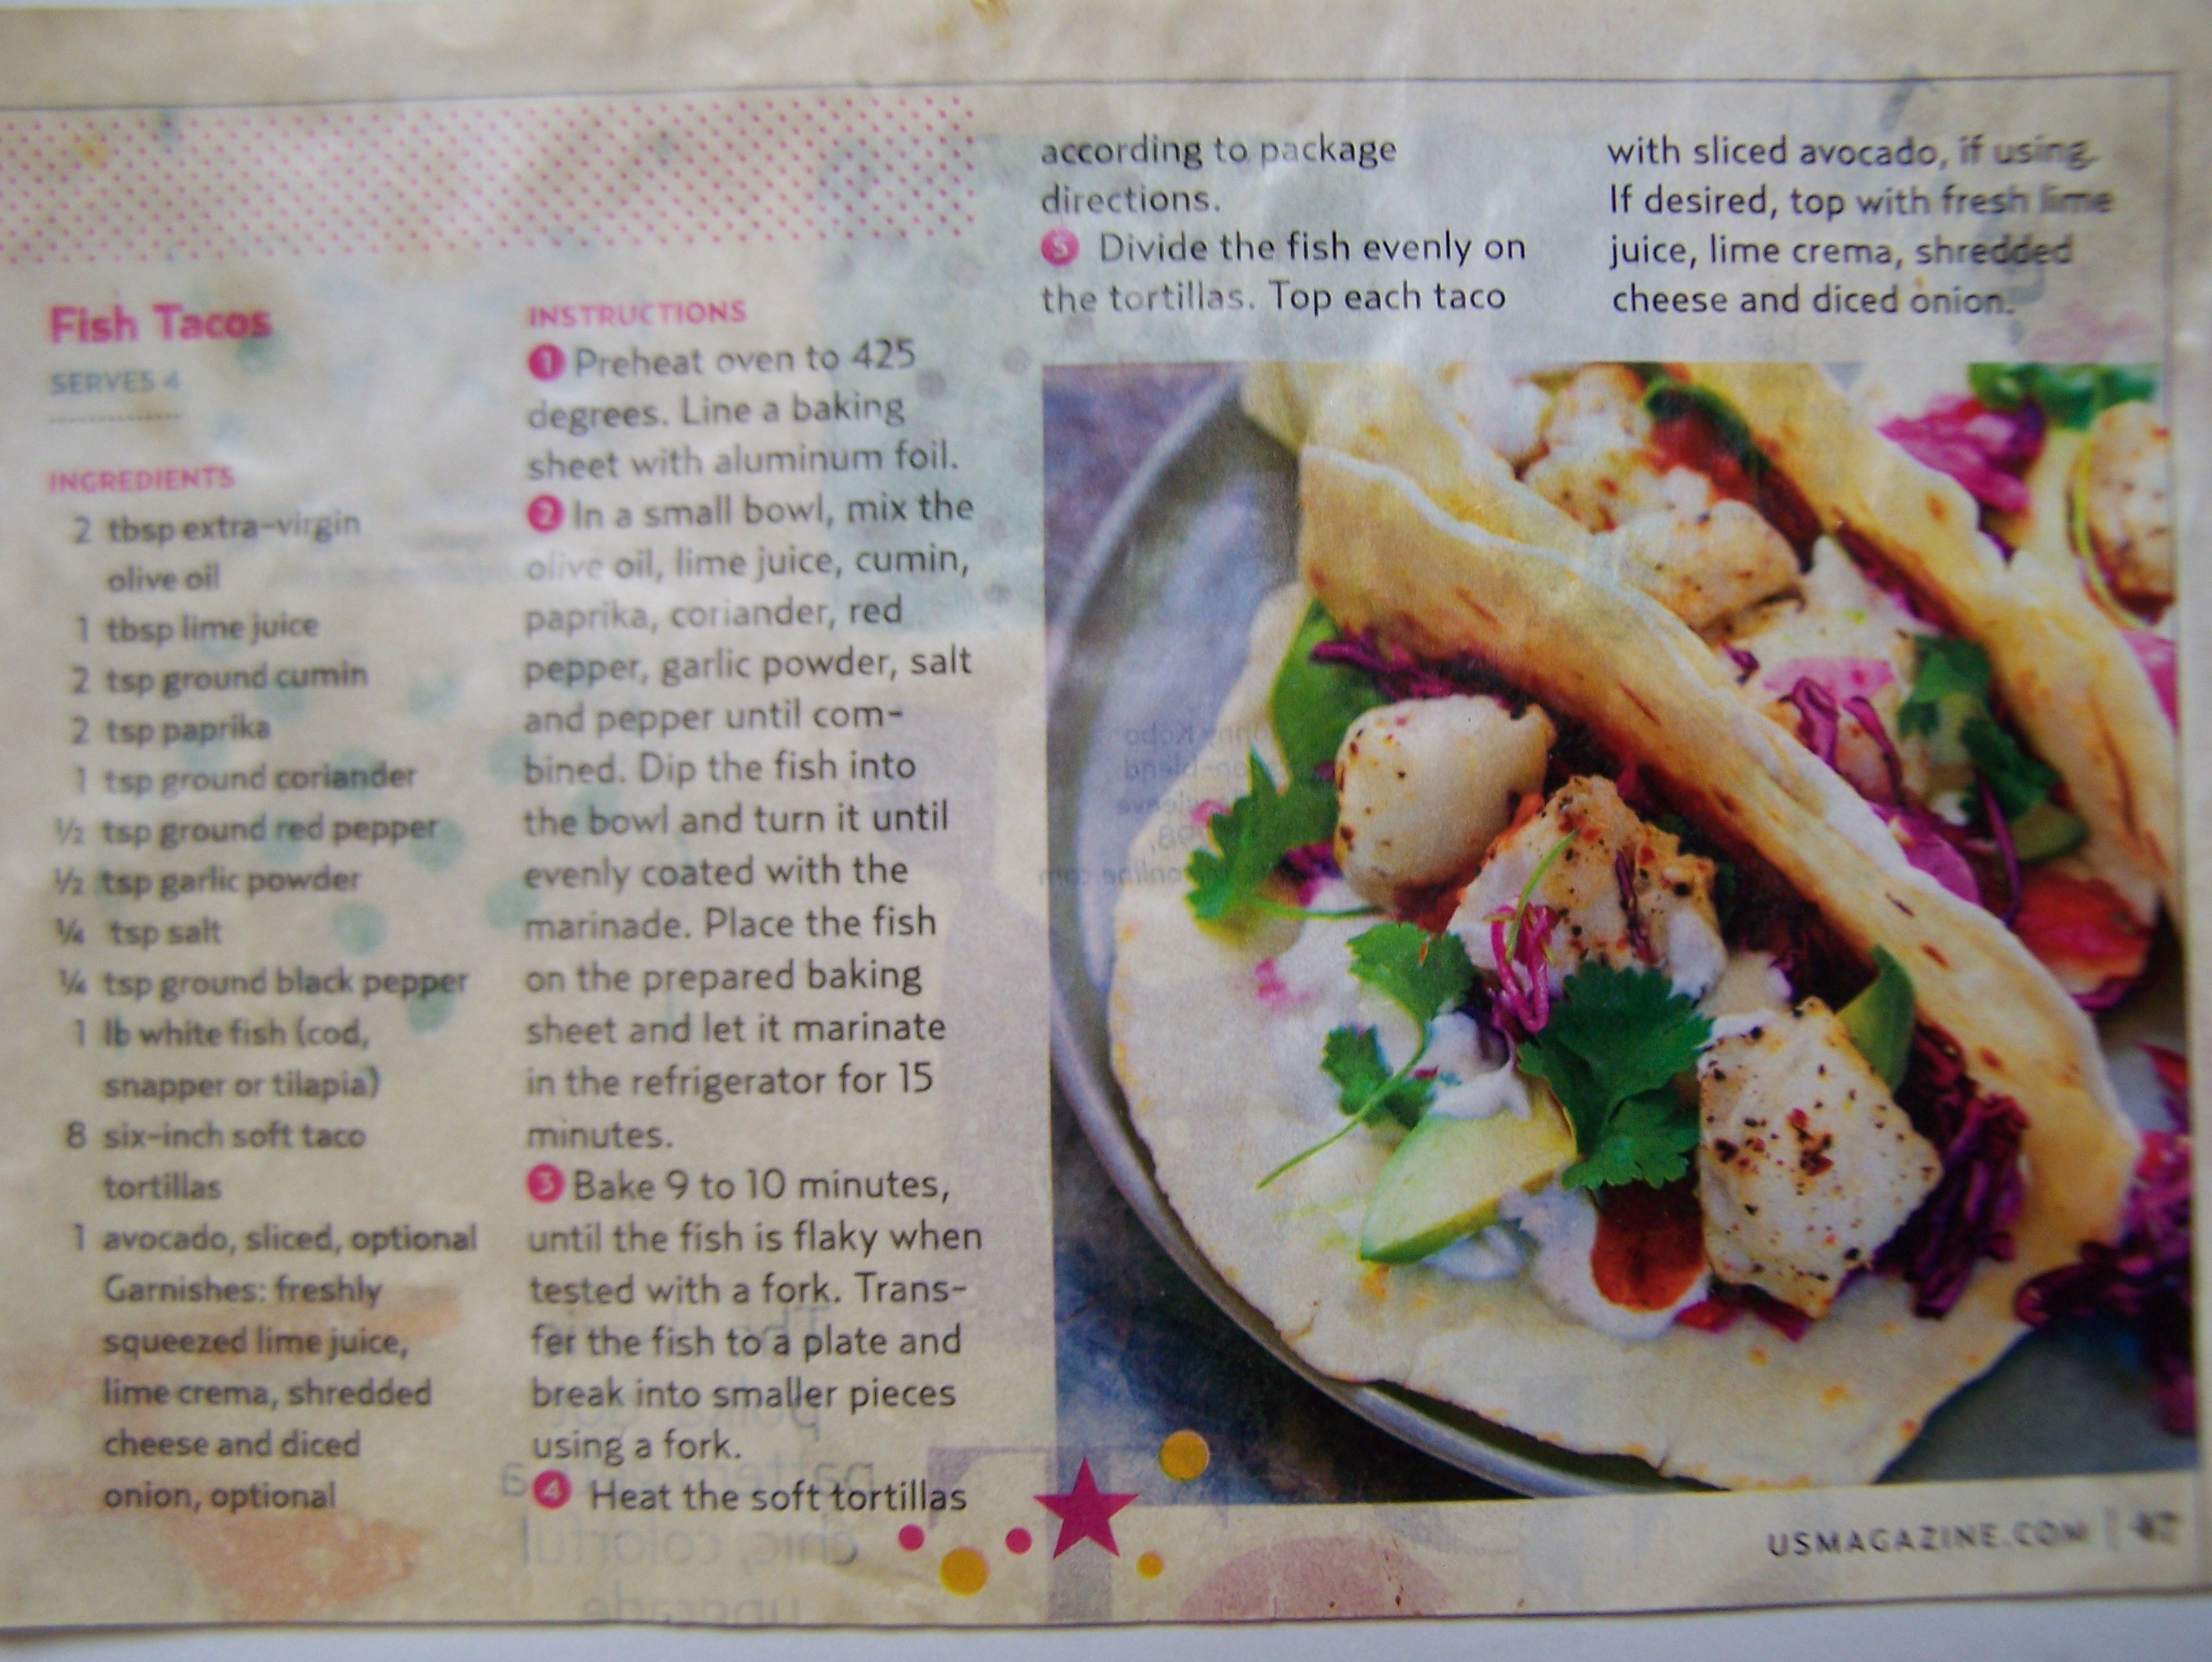 Fish Tacos
SERVES 4
INGREDIENTS
2 tbsp extra-virgin
olive oil
1 tbsp lime juice
2 tsp ground cumin
2 tsp paprika
1 tsp ground coriander
½ tsp ground red pepper
½ tsp garlic powder
¼ tsp salt
¼ tsp ground black pepper
1 lb white fish (cod,
snapper or tilapia)
8 six-inch soft taco
tortillas
1 avocado, sliced, optional
Garnishes: freshly
squeezed lime juice,
lime crema, shredded
cheese and diced
onion, optional
INSTRUCTIONS
1 Preheat oven to 425
degrees. Line a baking
sheet with aluminum foil.
2 In a small bowl, mix the
olive oil, lime juice, cumin,
paprika, coriander, red
pepper, garlic powder, salt
and pepper until com-
bined. Dip the fish into
the bowl and turn it until
evenly coated with the
marinade. Place the fish
on the prepared baking
sheet and let it marinate
in the refrigerator for 15
minutes.
3 Bake 9 to 10 minutes,
until the fish is flaky when
tested with a fork. Trans-
fer the fish to a plate and
break into smaller pieces
using a fork.
4 Heat the soft tortillas
according to package
directions.
5 Divide the fish evenly on
the tortillas. Top each taco
with sliced avocado, if using.
If desired, top with fresh lime
juice, lime crema, shredded
cheese and diced onion.
USMAGAZINE.COM |